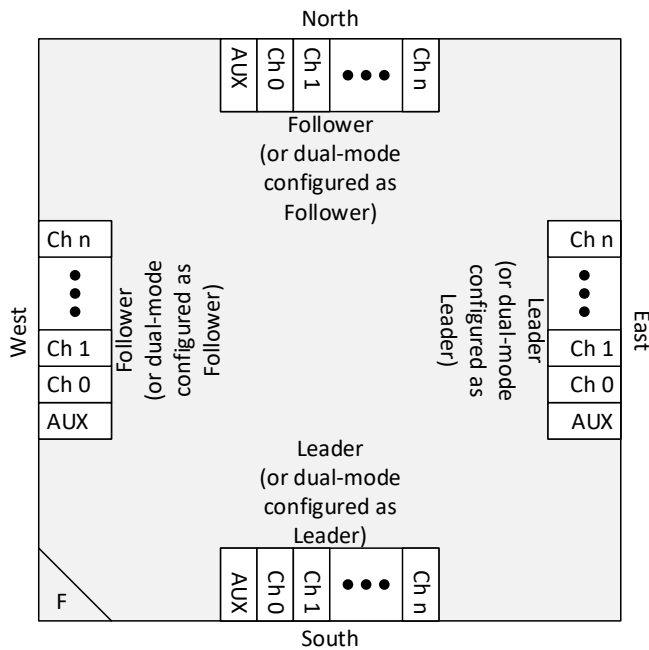 North
AUX
Ch 0
Ch 1
Ch n
Follower
(or dual-mode
configured as
Follower)
West
Ch n
Ch 1
Ch 0
AUX
Follower
(or dual-mode
configured as
Follower)
Leader
(or dual-mode
configured as
Leader)
Ch n
Ch 1
Ch 0
AUX
East
Leader
(or dual-mode
configured as
Leader)
F
AUX
Ch 0
Ch 1
Ch n
South